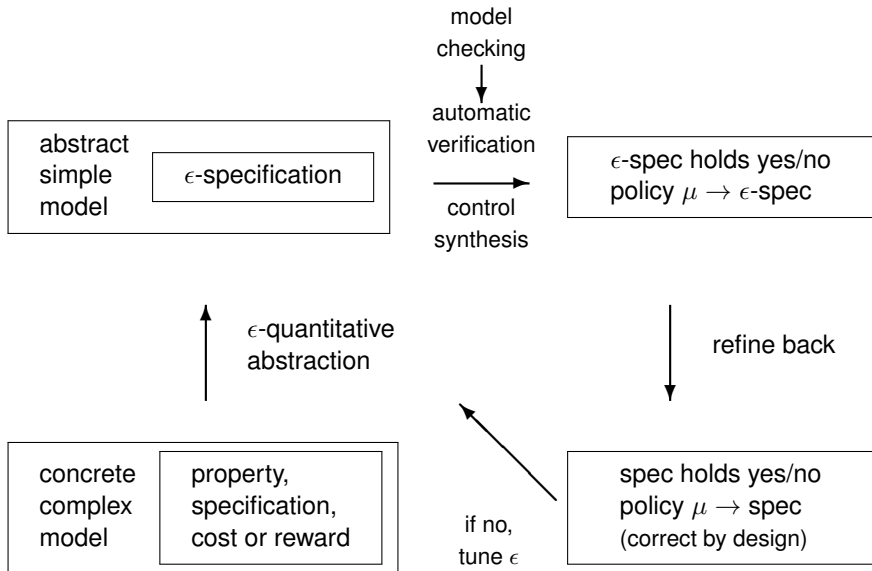 model
checking
automatic
verification
abstract
simple
model
ϵ-specification
control
synthesis
ϵ-spec holds yes/no
policy μ → ϵ-spec
ϵ-quantitative
abstraction
refine back
concrete
complex
model
property,
specification,
cost or reward
if no,
tune ϵ
spec holds yes/no
policy μ → spec
(correct by design)